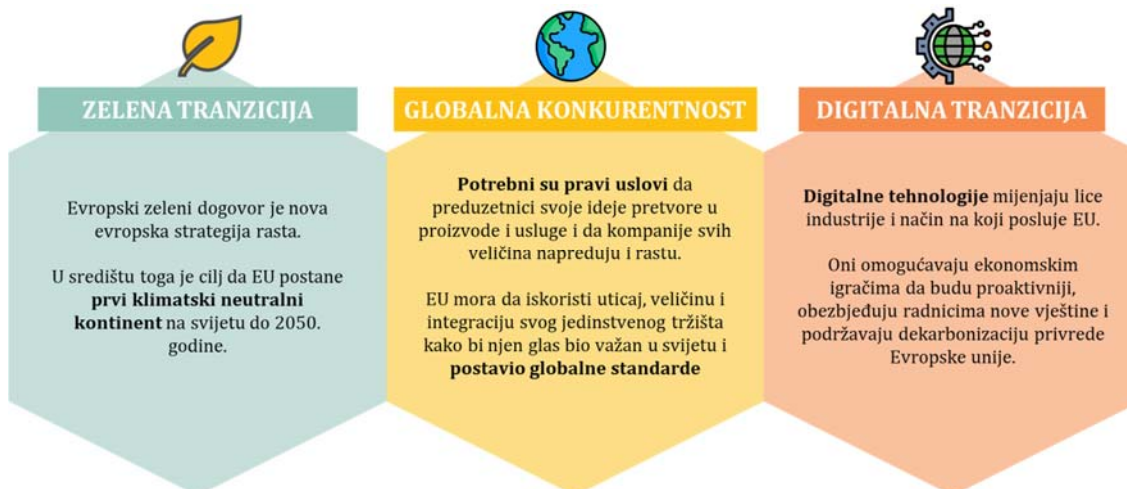 ZELENA TRANZICIJA
Evropski zeleni dogovor je nova
evropska strategija rasta.
U središtu toga je cilj da EU postane
prvi klimatski neutralni
kontinent na svijetu do 2050.
godine.
GLOBALNA KONKURENTNOST
Potrebni su pravi uslovi da
preduzetnici svoje ideje pretvore u
proizvode i usluge i da kompanije svih
veličina napreduju i rastu.
EU mora da iskoristi uticaj, veličinu i
integraciju svog jedinstvenog tržišta
kako bi njen glas bio važan u svijetu i
postavio globalne standarde
DIGITALNA TRANZICIJA
Digitalne tehnologije mijenjaju lice
industrije i način na koji posluje EU.
Oni omogućavaju ekonomskim
igračima da budu proaktivniji,
obezbjeđuju radnicima nove vještine i
podržavaju dekarbonizaciju privrede
Evropske unije.